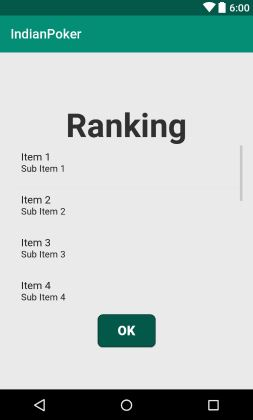 6:00
IndianPoker
Ranking
Item 1
Sub Item 1
Item 2
Sub Item 2
Item 3
Sub Item 3
Item 4
Sub Item 4
OK